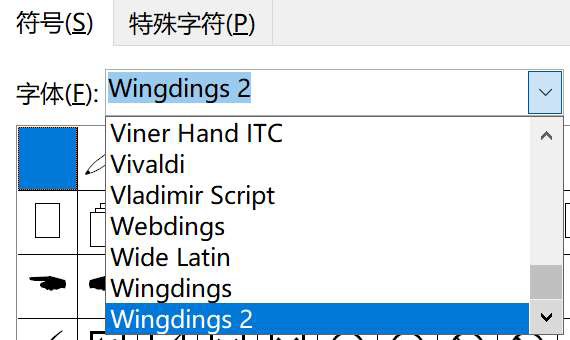 符号(S) 特殊字符(P)
字体(F): Wingdings 2
Viner Hand ITC
Vivaldi
Vladimir Script
Webdings
Wide Latin
Wingdings
Wingdings 2